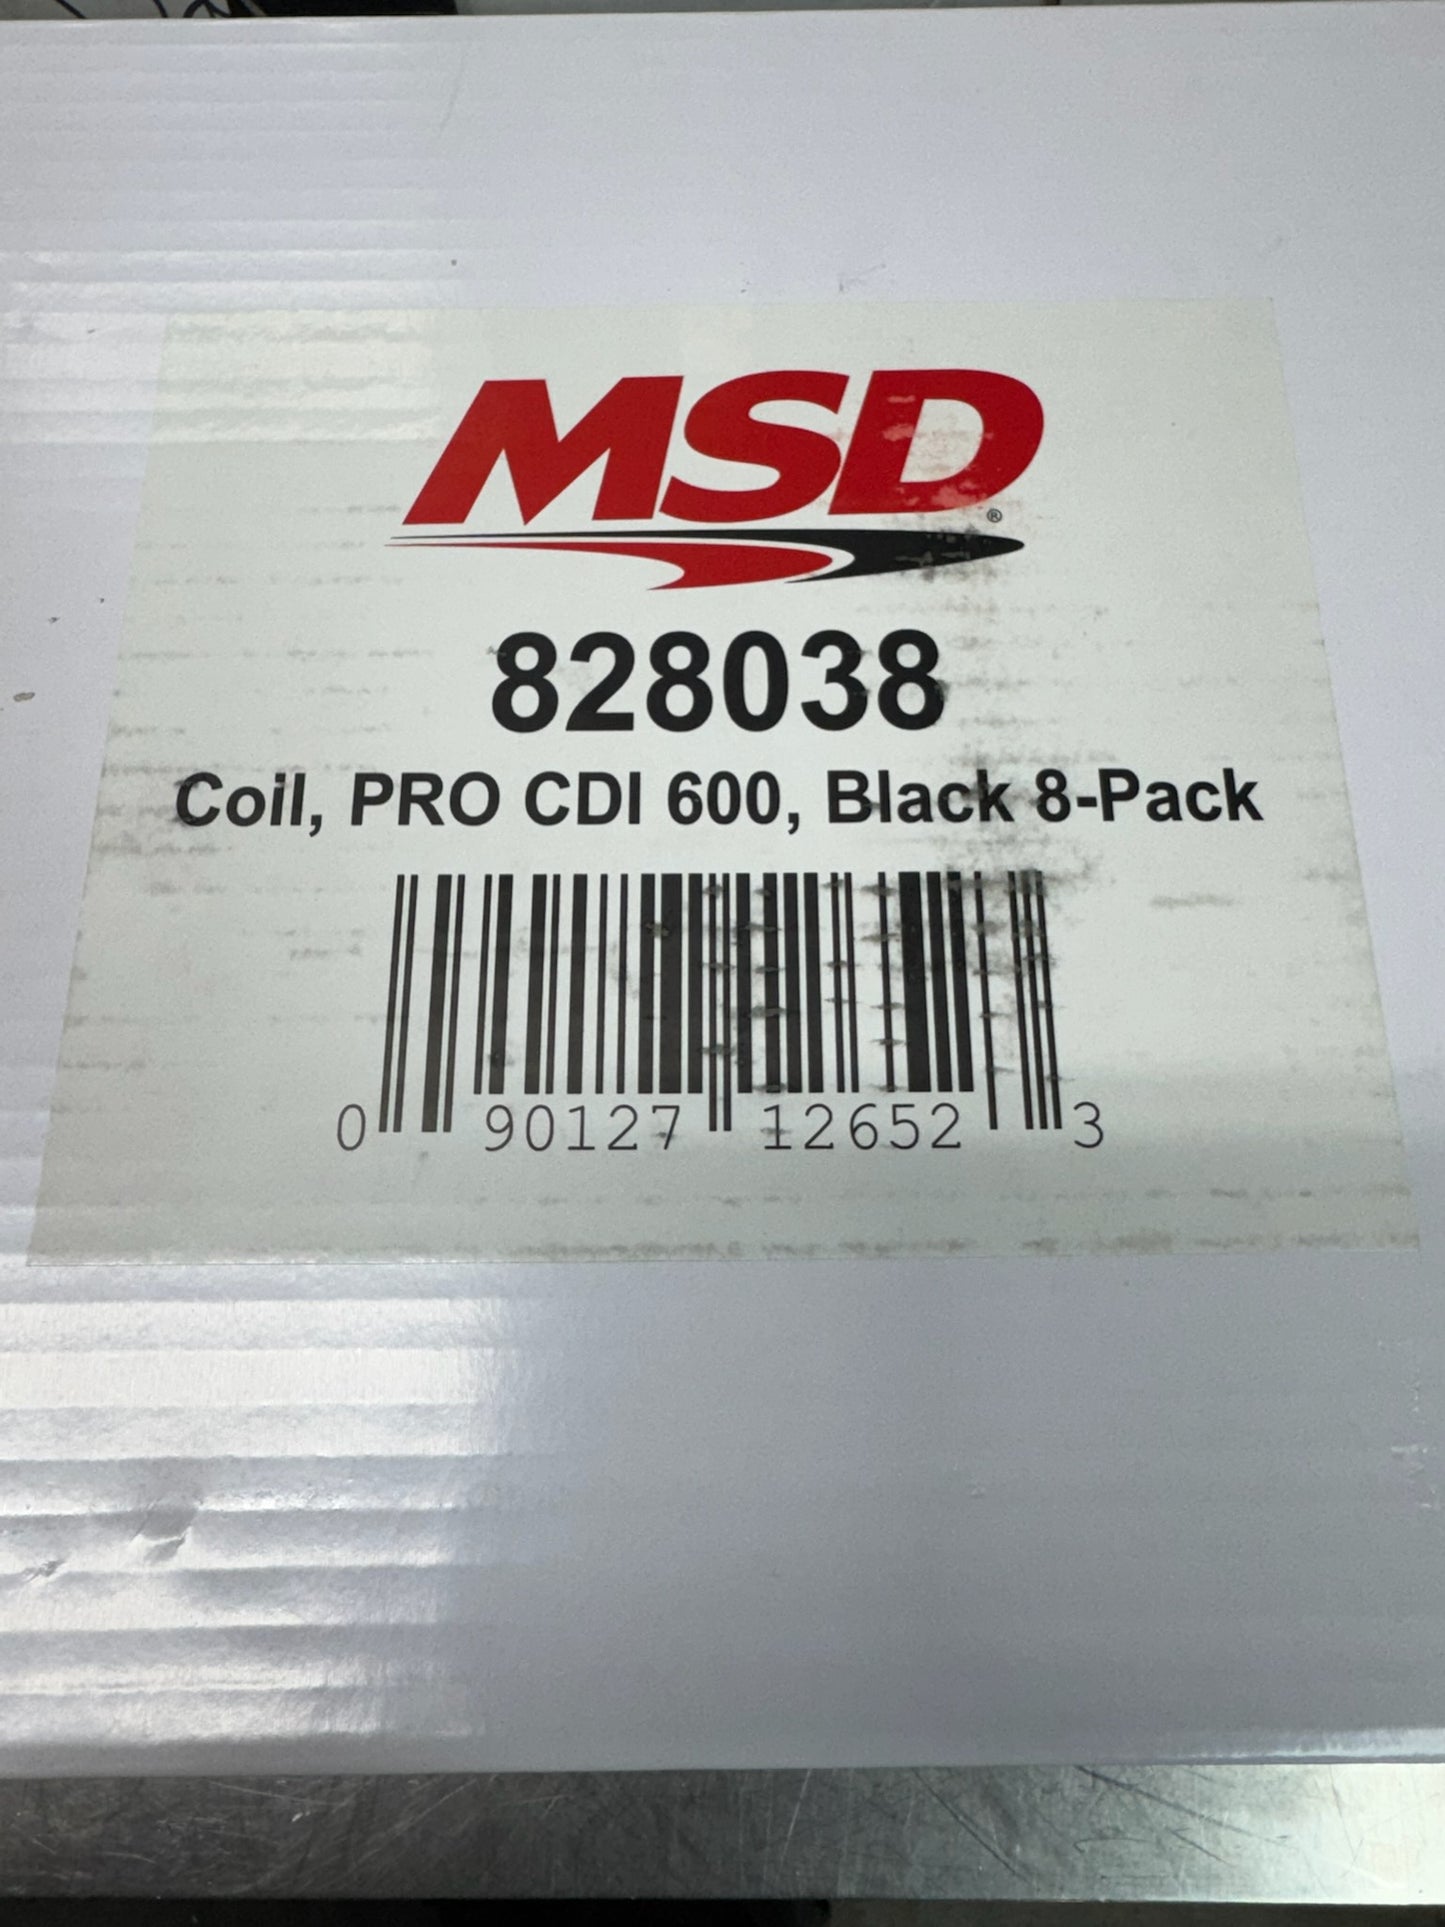 MSD®
828038
Coil, PRO CDI 600, Black 8-Pack
0 90127 12652 3